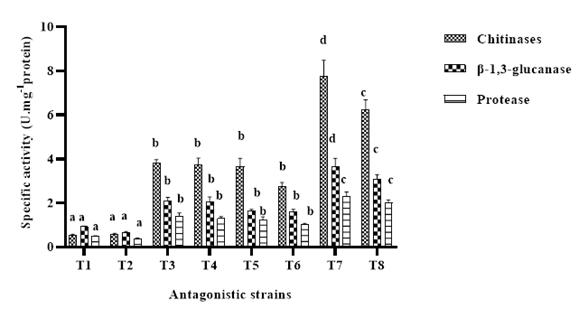 Specific activity (U.mg-1protein)
10
8
6
4
2
0
a a a
a a a
b b b
b b b
b b b
b b b
d d c
c c c
T1 T2 T3 T4 T5 T6 T7 T8
Antagonistic strains
Chitinases
β-1,3-glucanase
Protease